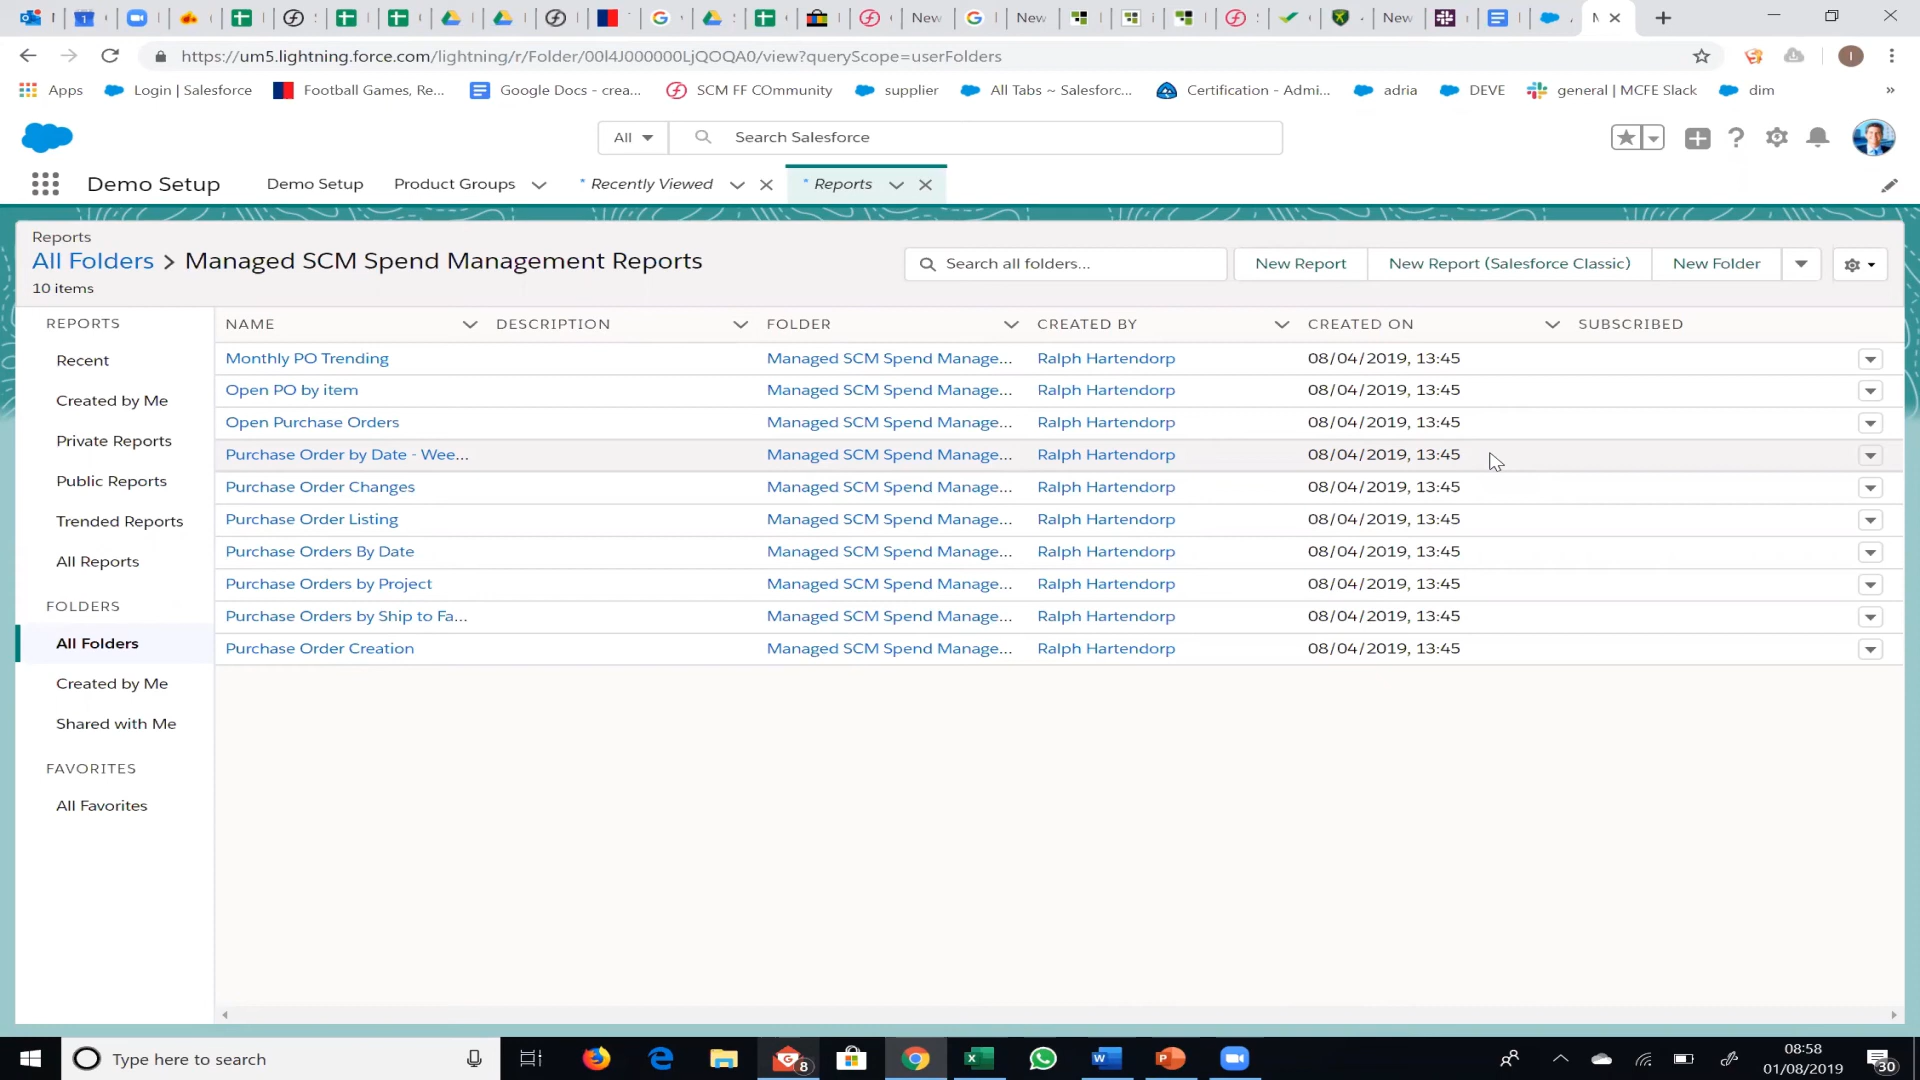 New
New
New
https://um5.lightning.force.com/lightning/r/Folder/00l4J000000LjQOQA0/view?queryScope=userFolders
Apps Login | Salesforce Football Games, Re... Google Docs - crea... SCM FF COmmunity supplier All Tabs ~ Salesforc... Certification - Admi... adria DEVE general | MCFE Slack dim »
All Search Salesforce
Demo Setup Demo Setup Product Groups * Recently Viewed * Reports
Reports
All Folders > Managed SCM Spend Management Reports
10 items
Search all folders... New Report New Report (Salesforce Classic) New Folder
REPORTS
Recent
Created by Me
Private Reports
Public Reports
Trended Reports
All Reports
FOLDERS
All Folders
Created by Me
Shared with Me
FAVORITES
All Favorites
NAME DESCRIPTION FOLDER CREATED BY CREATED ON SUBSCRIBED
Monthly PO Trending Managed SCM Spend Manage... Ralph Hartendorp 08/04/2019, 13:45
Open PO by item Managed SCM Spend Manage... Ralph Hartendorp 08/04/2019, 13:45
Open Purchase Orders Managed SCM Spend Manage... Ralph Hartendorp 08/04/2019, 13:45
Purchase Order by Date - Wee... Managed SCM Spend Manage... Ralph Hartendorp 08/04/2019, 13:45
Purchase Order Changes Managed SCM Spend Manage... Ralph Hartendorp 08/04/2019, 13:45
Purchase Order Listing Managed SCM Spend Manage... Ralph Hartendorp 08/04/2019, 13:45
Purchase Orders By Date Managed SCM Spend Manage... Ralph Hartendorp 08/04/2019, 13:45
Purchase Orders by Project Managed SCM Spend Manage... Ralph Hartendorp 08/04/2019, 13:45
Purchase Orders by Ship to Fa... Managed SCM Spend Manage... Ralph Hartendorp 08/04/2019, 13:45
Purchase Order Creation Managed SCM Spend Manage... Ralph Hartendorp 08/04/2019, 13:45
Type here to search
8
08:58
01/08/2019
30